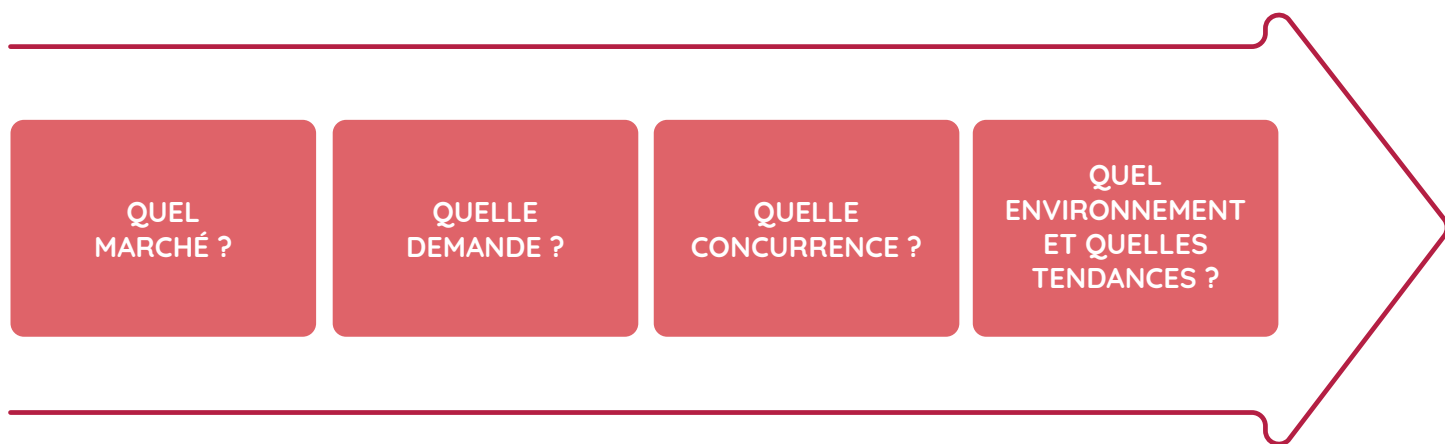 QUEL
MARCHÉ ?
QUELLE
DEMANDE ?
QUELLE
CONCURRENCE ?
QUEL
ENVIRONNEMENT
ET QUELLES
TENDANCES ?